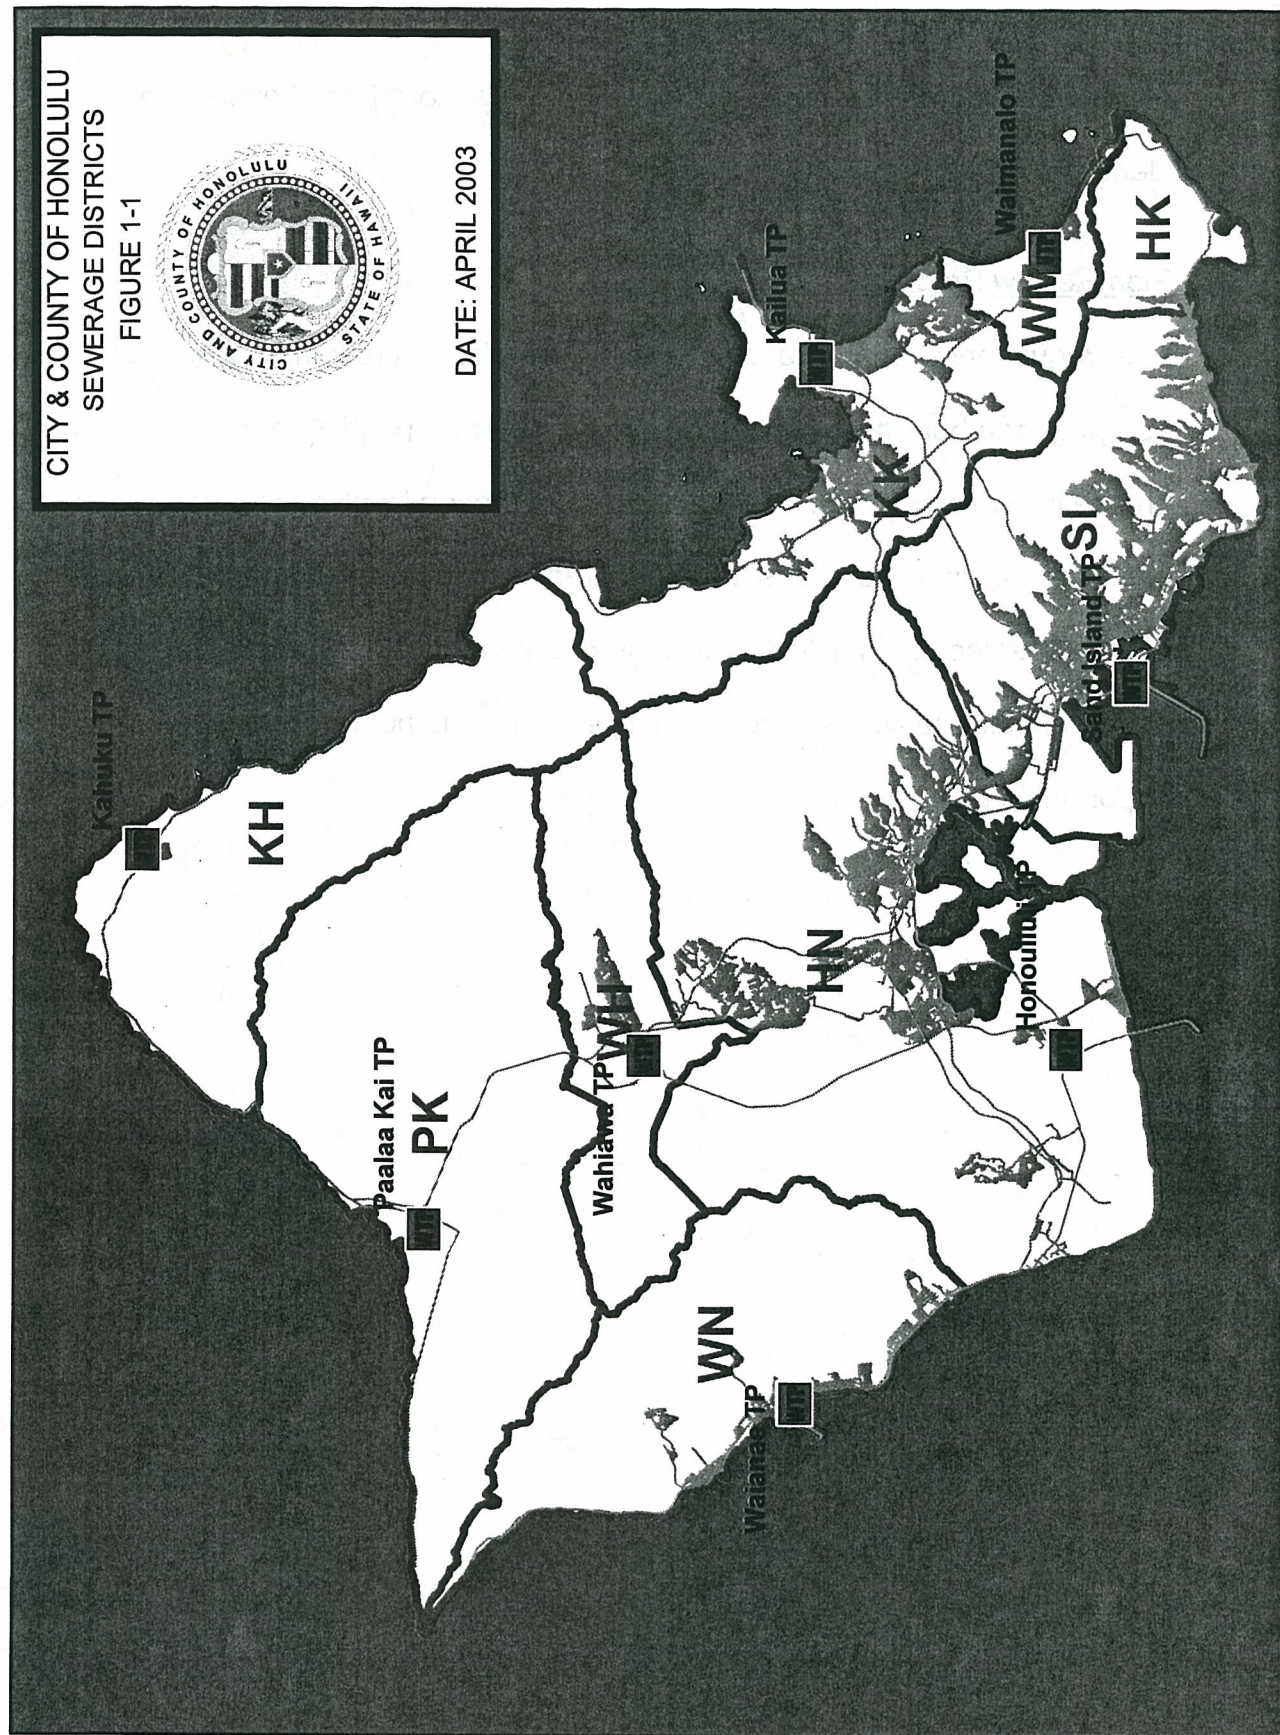 CITY & COUNTY OF HONOLULU
SEWERAGE DISTRICTS
FIGURE 1-1
CITY AND COUNTY OF HONOLULU
STATE OF HAWAII
DATE: APRIL 2003
Kahuku TP
KH
Paalaa Kai TP
PK
Wahiawa TP
WH
Waianae TP
WN
HN
Honouliuli TP
Sand Island TP
SI
KK
Kailua TP
Waimanalo TP
WM
HK